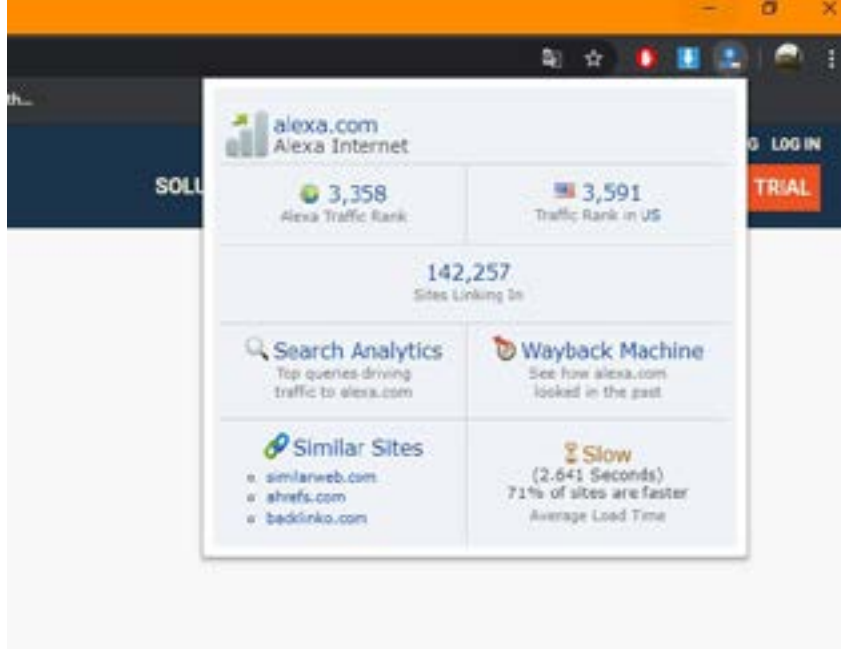 th...
alexa.com
Alexa Internet
G LOG IN
SOLU
TRIAL
3,358
Alexa Traffic Rank
3,591
Traffic Rank in US
142,257
Sites Linking In
Search Analytics
Top queries driving
traffic to alexa.com
Wayback Machine
See how alexa.com
looked in the past
Similar Sites
similarweb.com
ahrefs.com
backlinko.com
Slow
(2.641 Seconds)
71% of sites are faster
Average Load Time